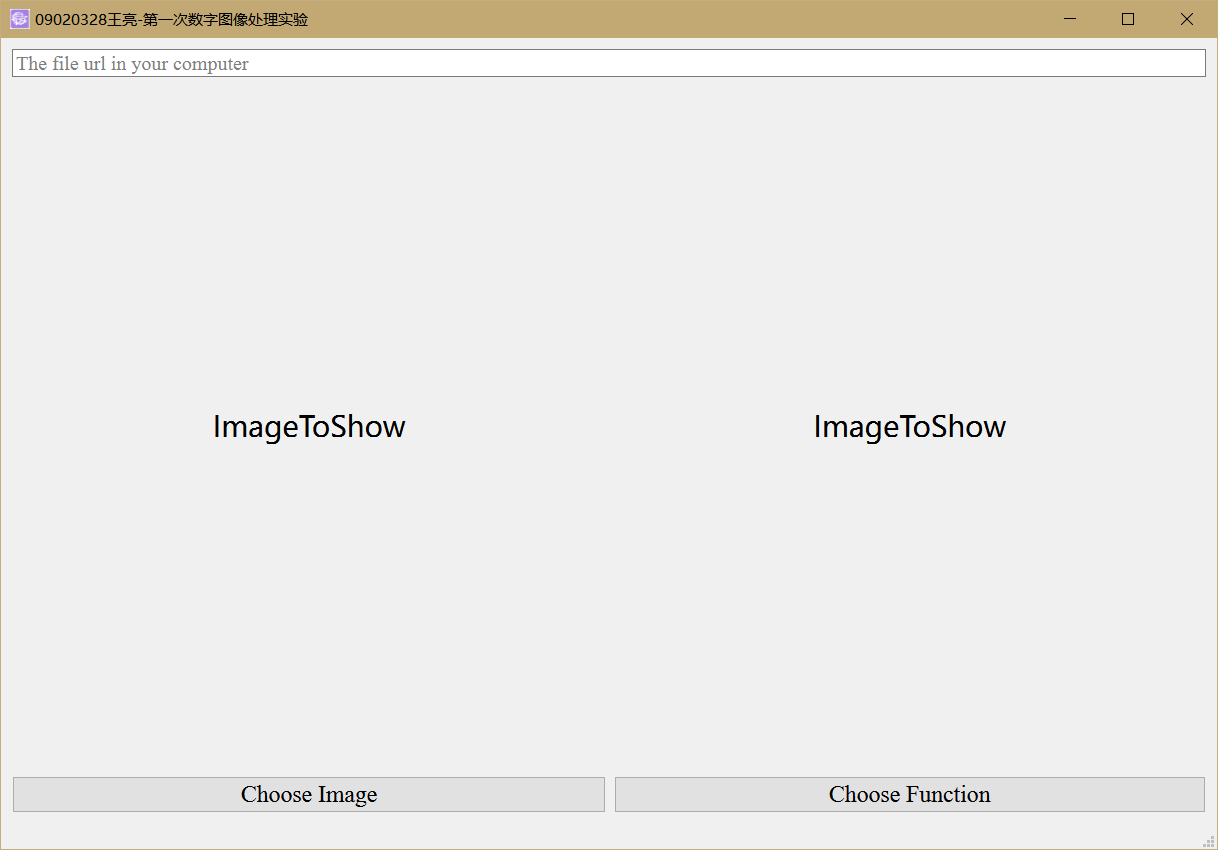 09020328王亮-第一次数字图像处理实验
The file url in your computer
ImageToShow
ImageToShow
Choose Image
Choose Function